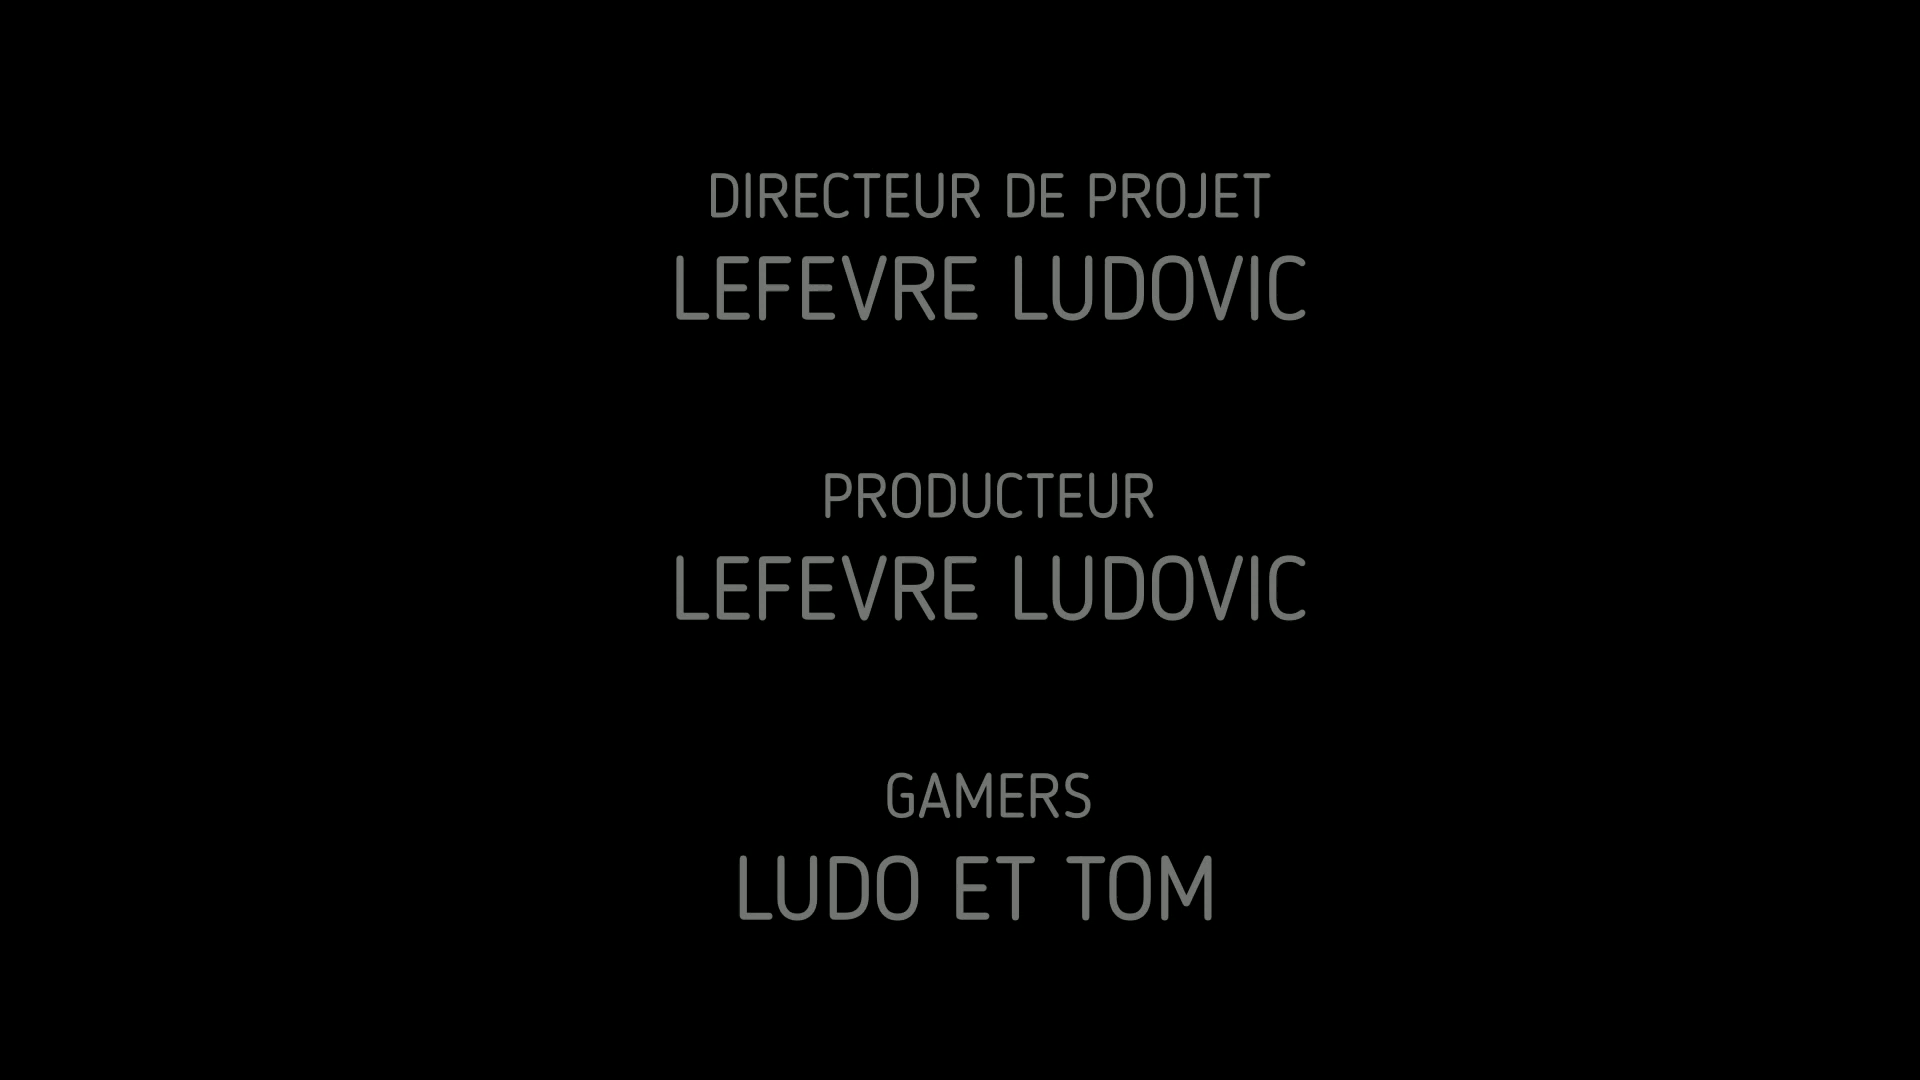 DIRECTEUR DE PROJET
LEFEVRE LUDOVIC
PRODUCTEUR
LEFEVRE LUDOVIC
GAMERS
LUDO ET TOM